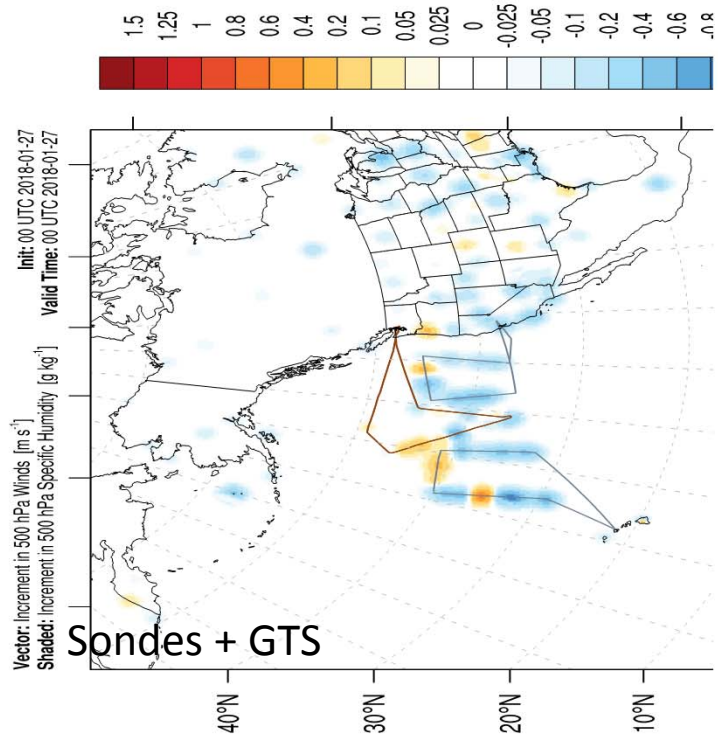 Init: 00 UTC 2018-01-27
Valid Time: 00 UTC 2018-01-27
Vector: Increment in 500 hPa Winds [m s⁻¹]
Shaded: Increment in 500 hPa Specific Humidity [g kg⁻¹]
1.5
1.25
1
0.8
0.6
0.4
0.2
0.1
0.05
0.025
0
-0.025
-0.05
-0.1
-0.2
-0.4
-0.6
-0.8
40°N
30°N
20°N
10°N
Sondes + GTS